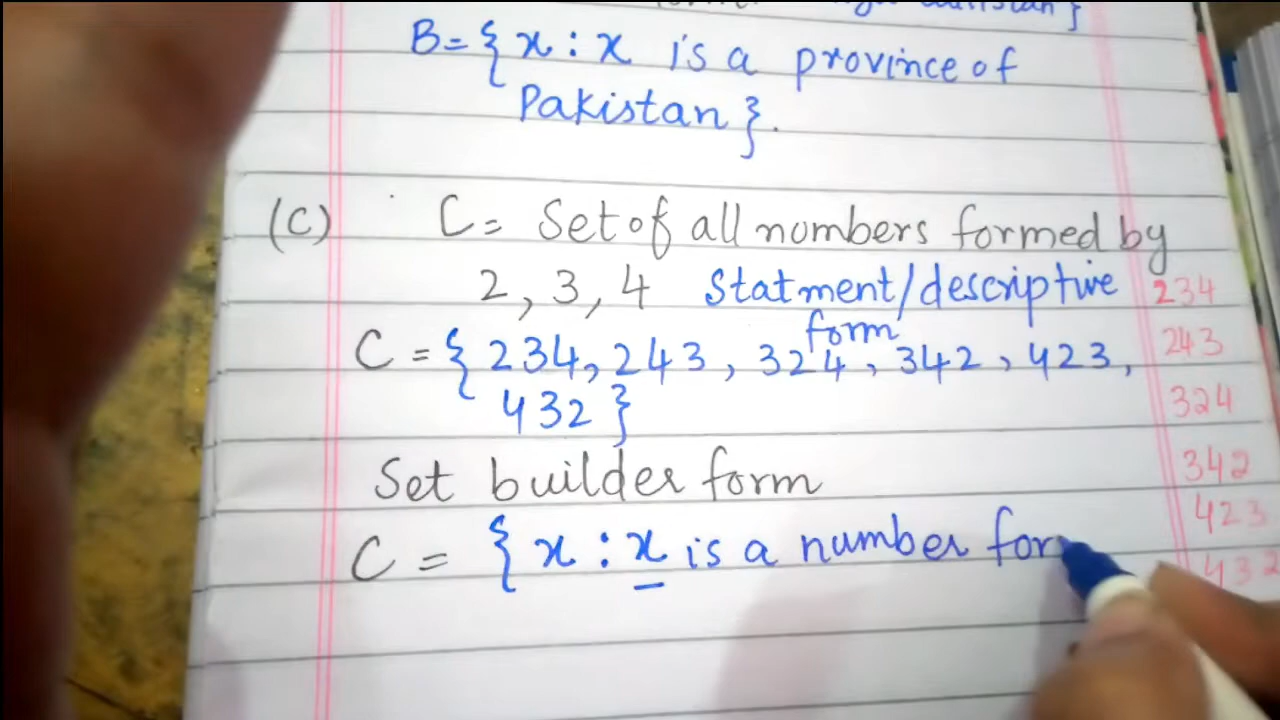 B = { x : x is a province of
Pakistan }.
(C) C = Set of all numbers formed by
2, 3, 4 Statment/descriptive
form
234
C = { 234, 243, 324, 342, 423,
432 }
243
324
Set builder form
342
423
C = { x : x is a number for
432